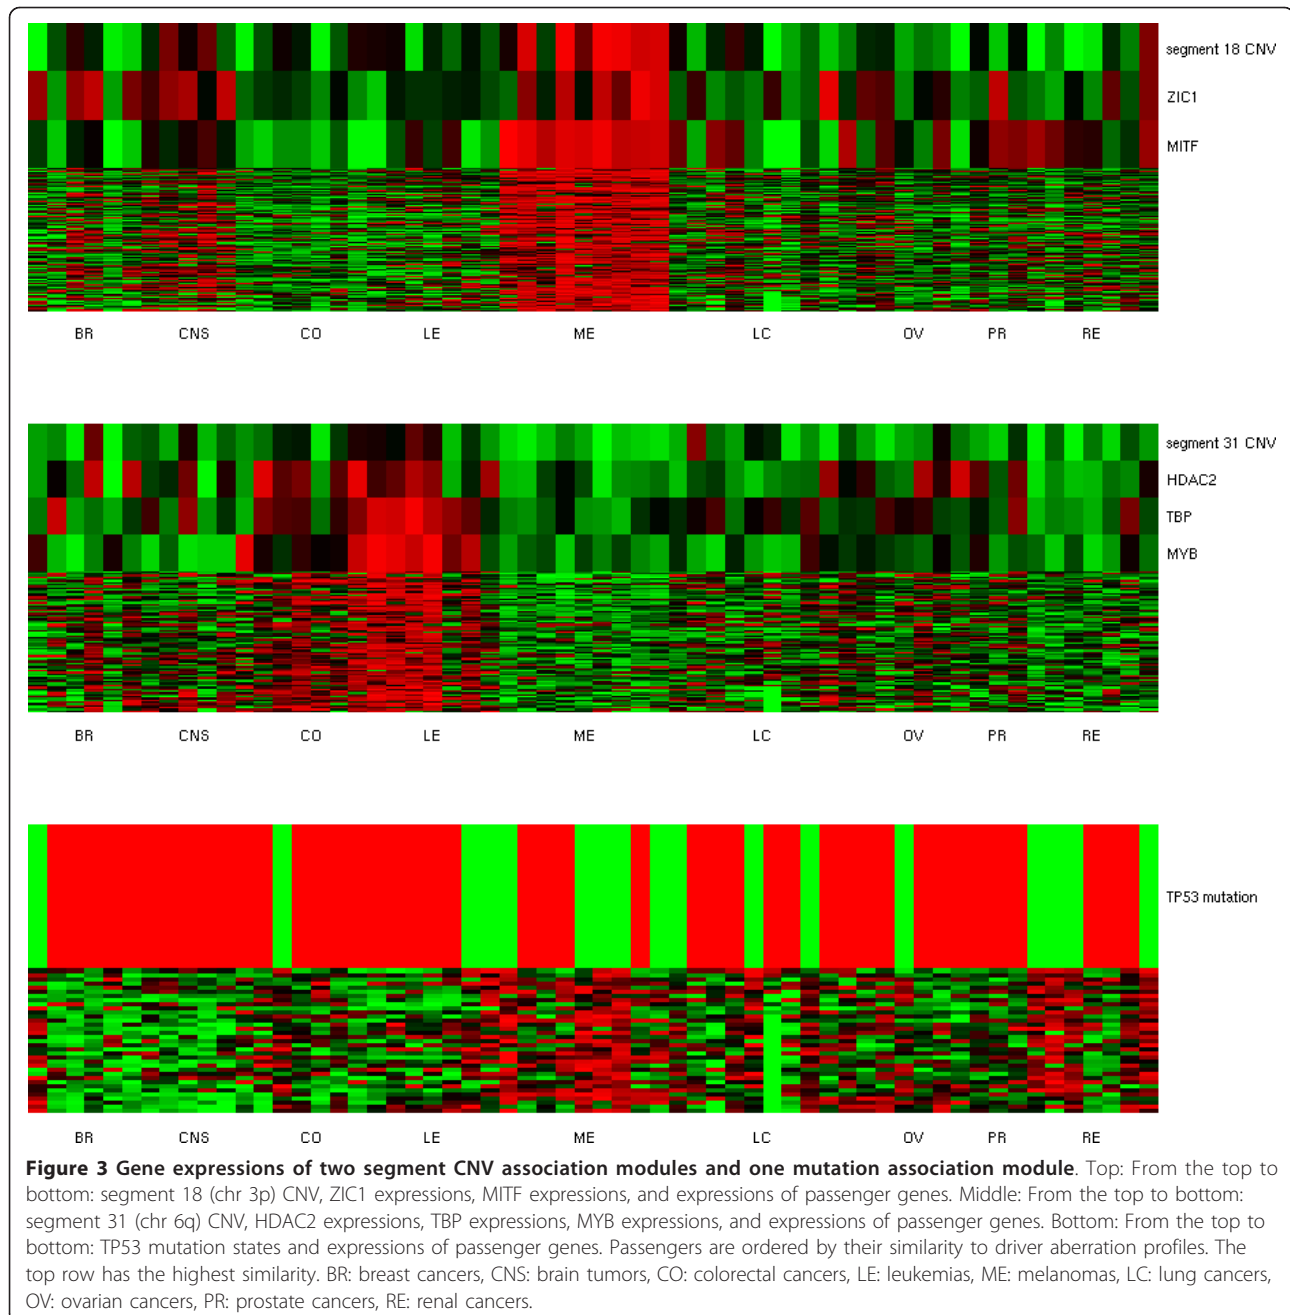 segment 18 CNV
ZIC1
MITF
BR CNS CO LE ME LC OV PR RE
segment 31 CNV
HDAC2
TBP
MYB
BR CNS CO LE ME LC OV PR RE
TP53 mutation
BR CNS CO LE ME LC OV PR RE
Figure 3 Gene expressions of two segment CNV association modules and one mutation association module. Top: From the top to
bottom: segment 18 (chr 3p) CNV, ZIC1 expressions, MITF expressions, and expressions of passenger genes. Middle: From the top to bottom:
segment 31 (chr 6q) CNV, HDAC2 expressions, TBP expressions, MYB expressions, and expressions of passenger genes. Bottom: From the top to
bottom: TP53 mutation states and expressions of passenger genes. Passengers are ordered by their similarity to driver aberration profiles. The
top row has the highest similarity. BR: breast cancers, CNS: brain tumors, CO: colorectal cancers, LE: leukemias, ME: melanomas, LC: lung cancers,
OV: ovarian cancers, PR: prostate cancers, RE: renal cancers.